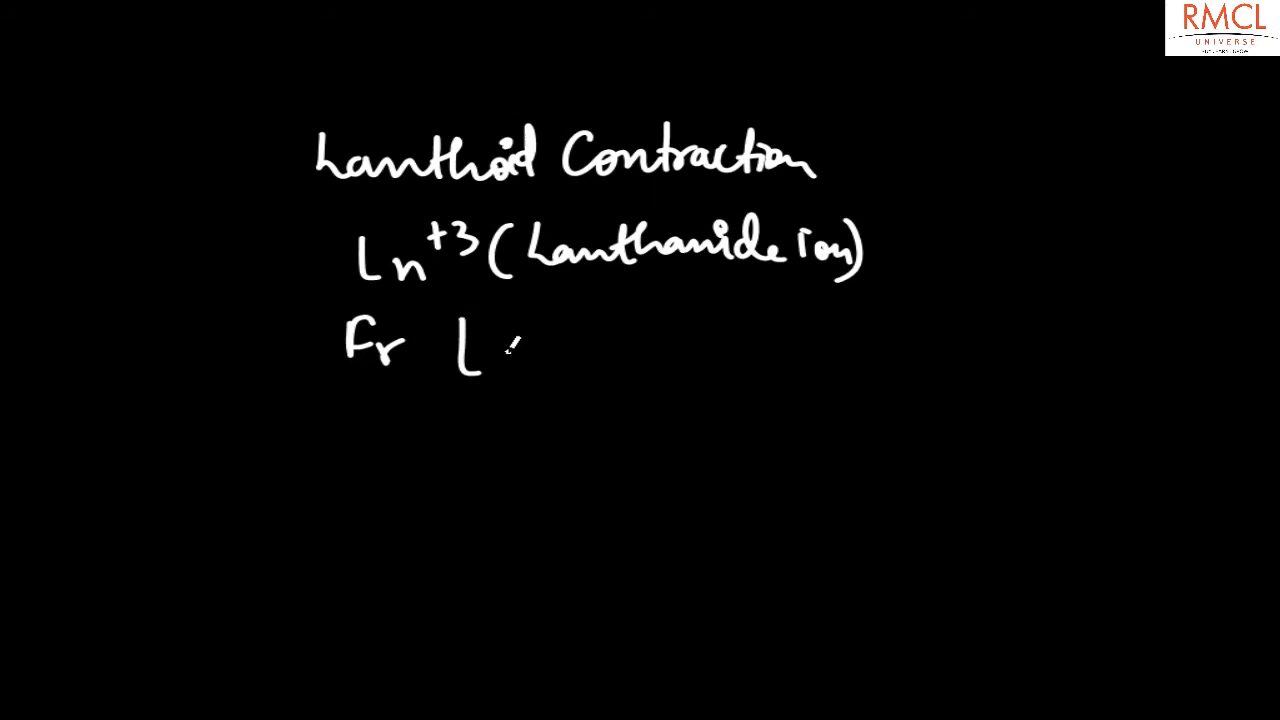 RMCL
UNIVERSE
Lanthoid Contraction
Ln+3 (Lanthanide ion)
Fr L